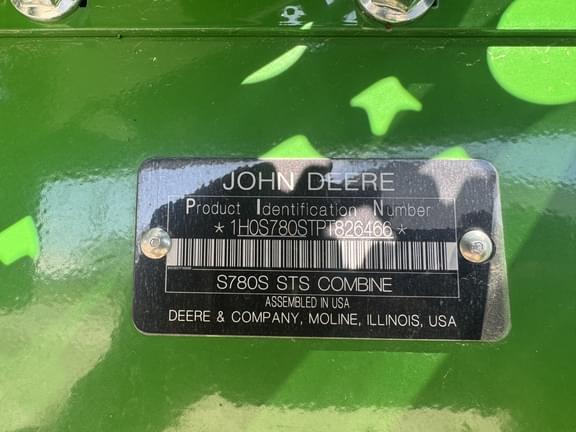 JOHN DEERE
Product Identification Number
*1H0S780STPT826466*
S780S STS COMBINE
ASSEMBLED IN USA
DEERE & COMPANY, MOLINE, ILLINOIS, USA